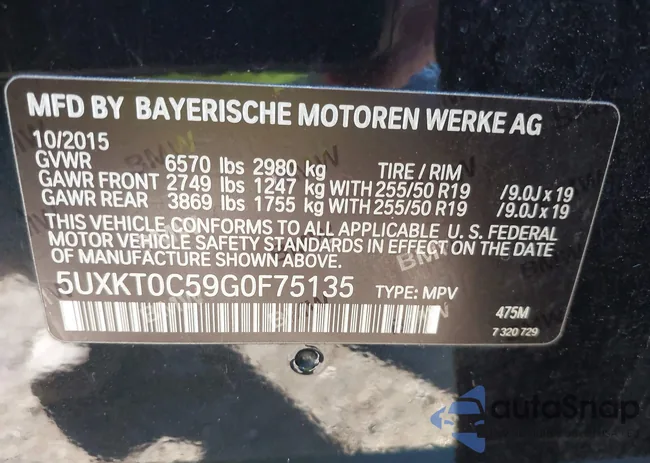 MFD BY BAYERISCHE MOTOREN WERKE AG
10/2015
GVWR 6570 lbs 2980 kg TIRE / RIM
GAWR FRONT 2749 lbs 1247 kg WITH 255/50 R19 /9.0J x 19
GAWR REAR 3869 lbs 1755 kg WITH 255/50 R19 /9.0J x 19
THIS VEHICLE CONFORMS TO ALL APPLICABLE U. S. FEDERAL
MOTOR VEHICLE SAFETY STANDARDS IN EFFECT ON THE DATE
OF MANUFACTURE SHOWN ABOVE.
5UXKT0C59G0F75135 TYPE: MPV
475M
7 320 729
autoSnap